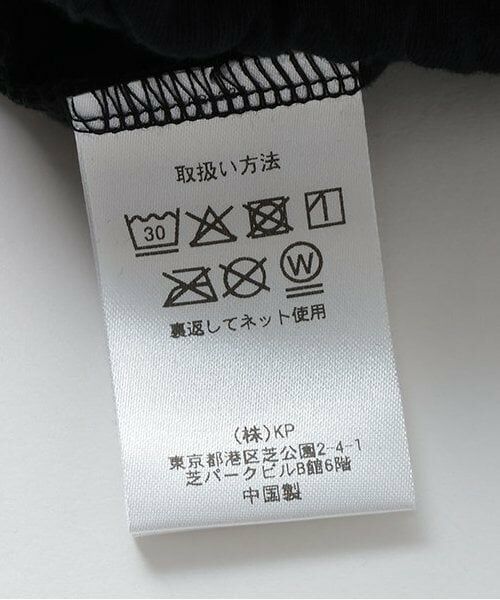 取扱い方法
30
W
裏返してネット使用
(株)KP
東京都港区芝公園2-4-1
芝パークビルB館6階
中国製